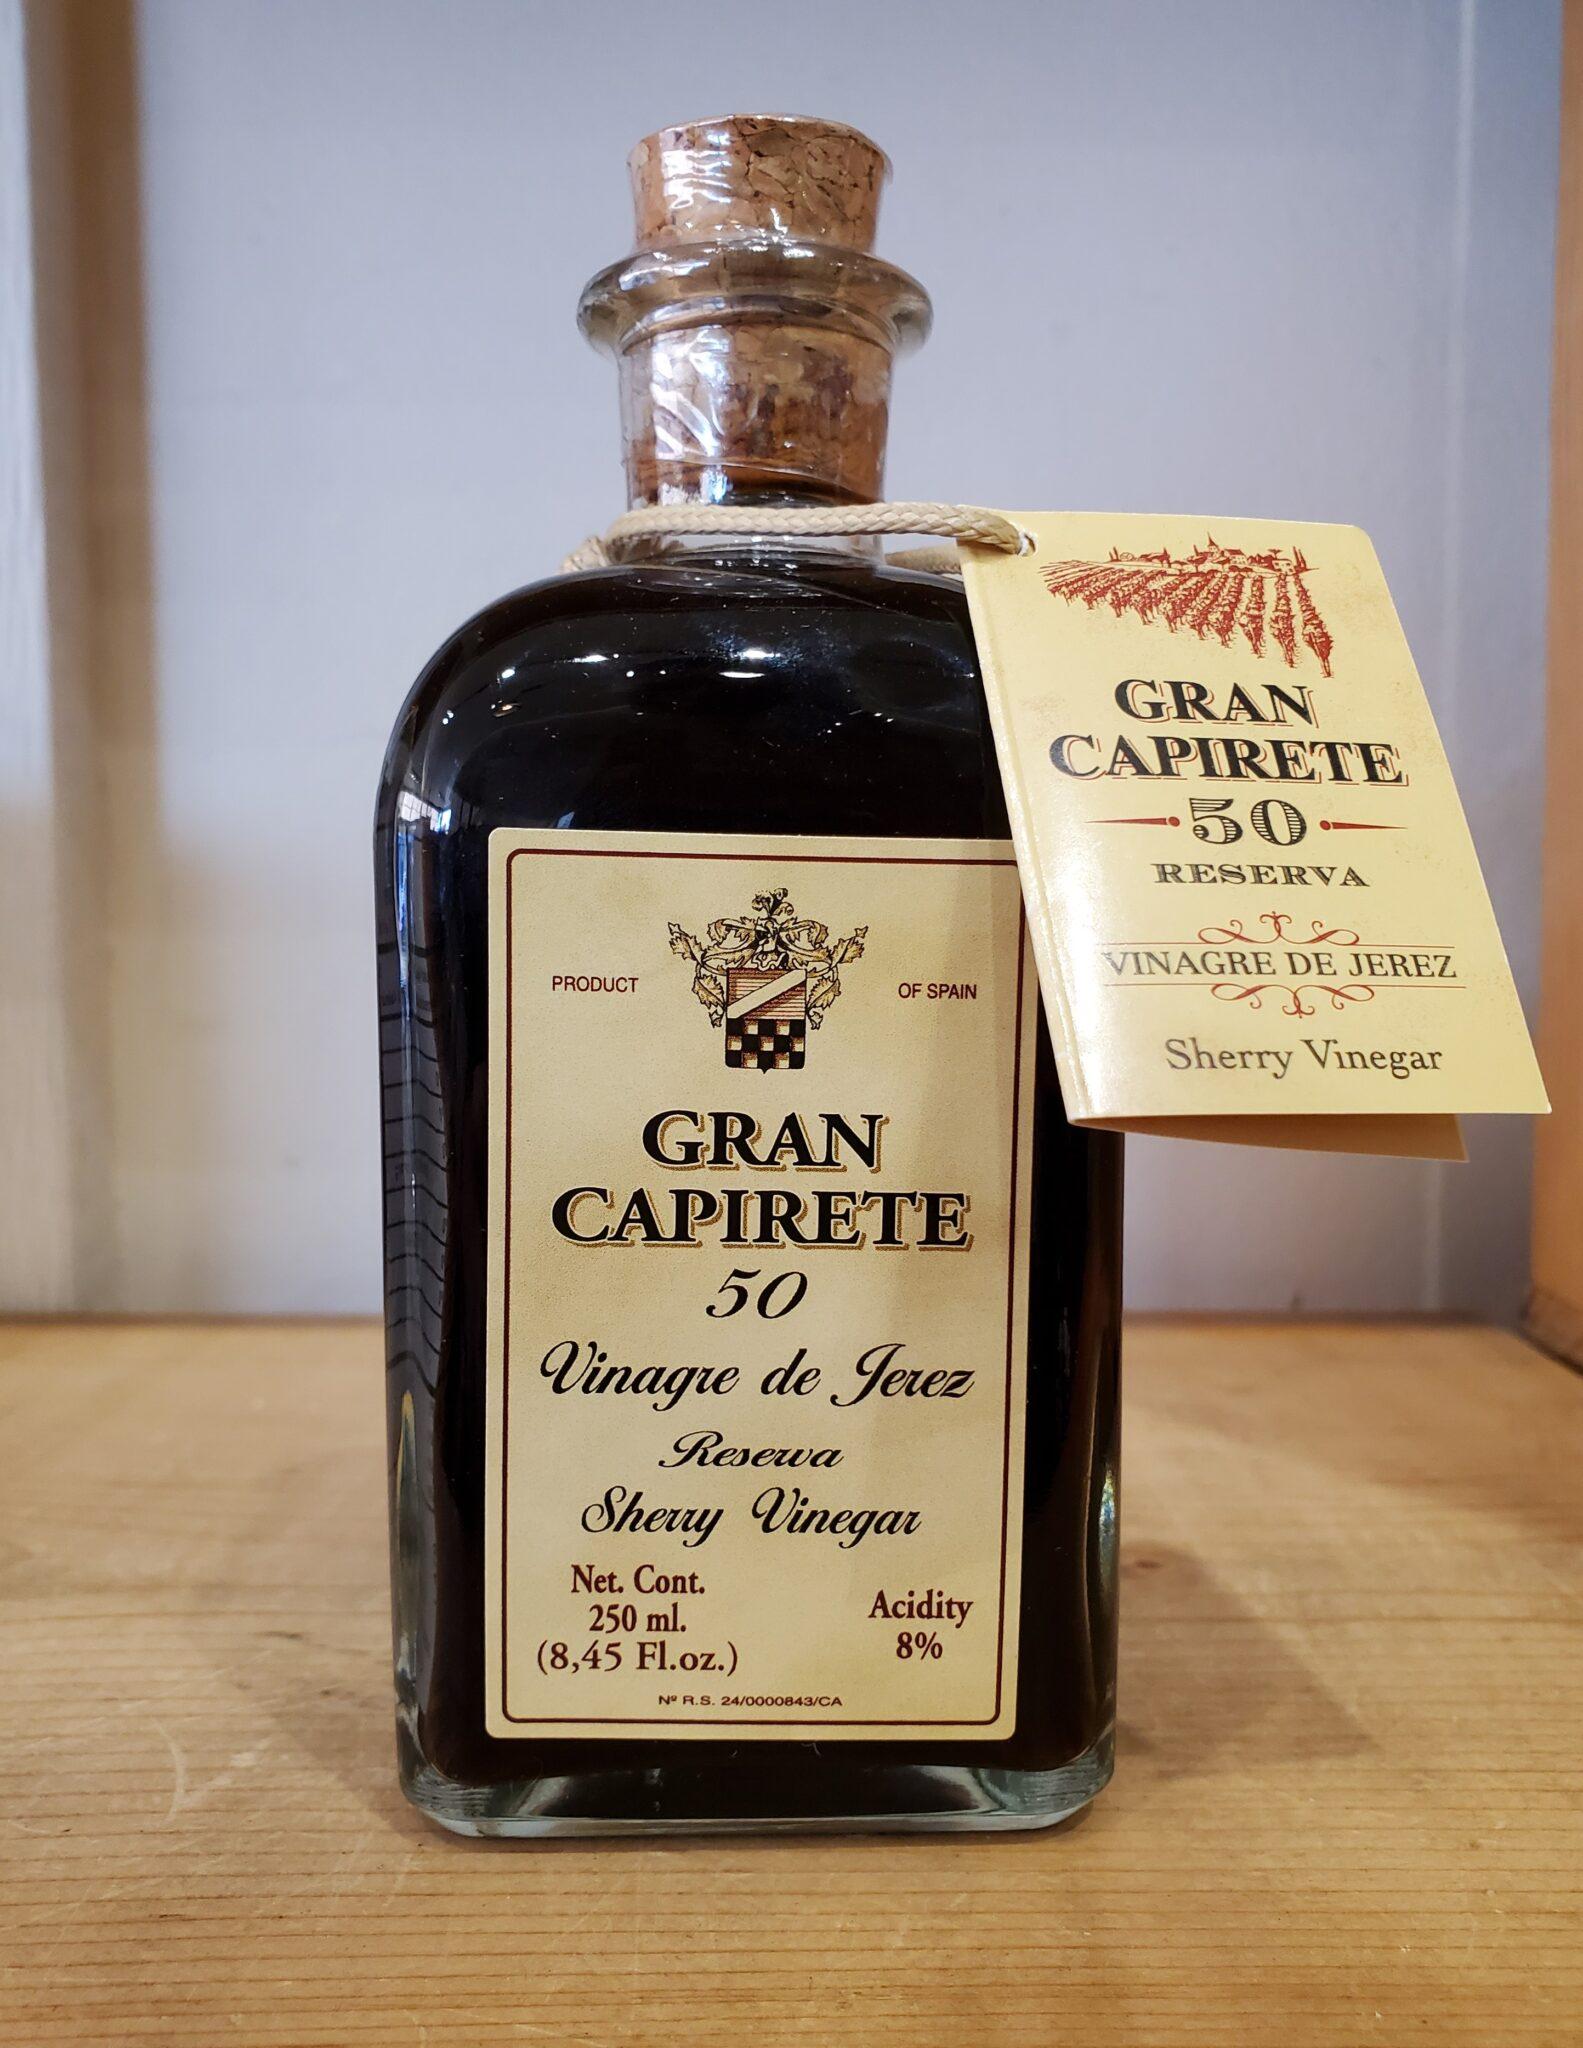 PRODUCT OF SPAIN
GRAN
CAPIRETE
50
Vinagre de Jerez
Reserva
Sherry Vinegar
Net. Cont.
250 ml.
(8,45 Fl.oz.)
Acidity
8%
Nº R.S. 24/0000843/CA
GRAN
CAPIRETE
50
RESERVA
VINAGRE DE JEREZ
Sherry Vinegar